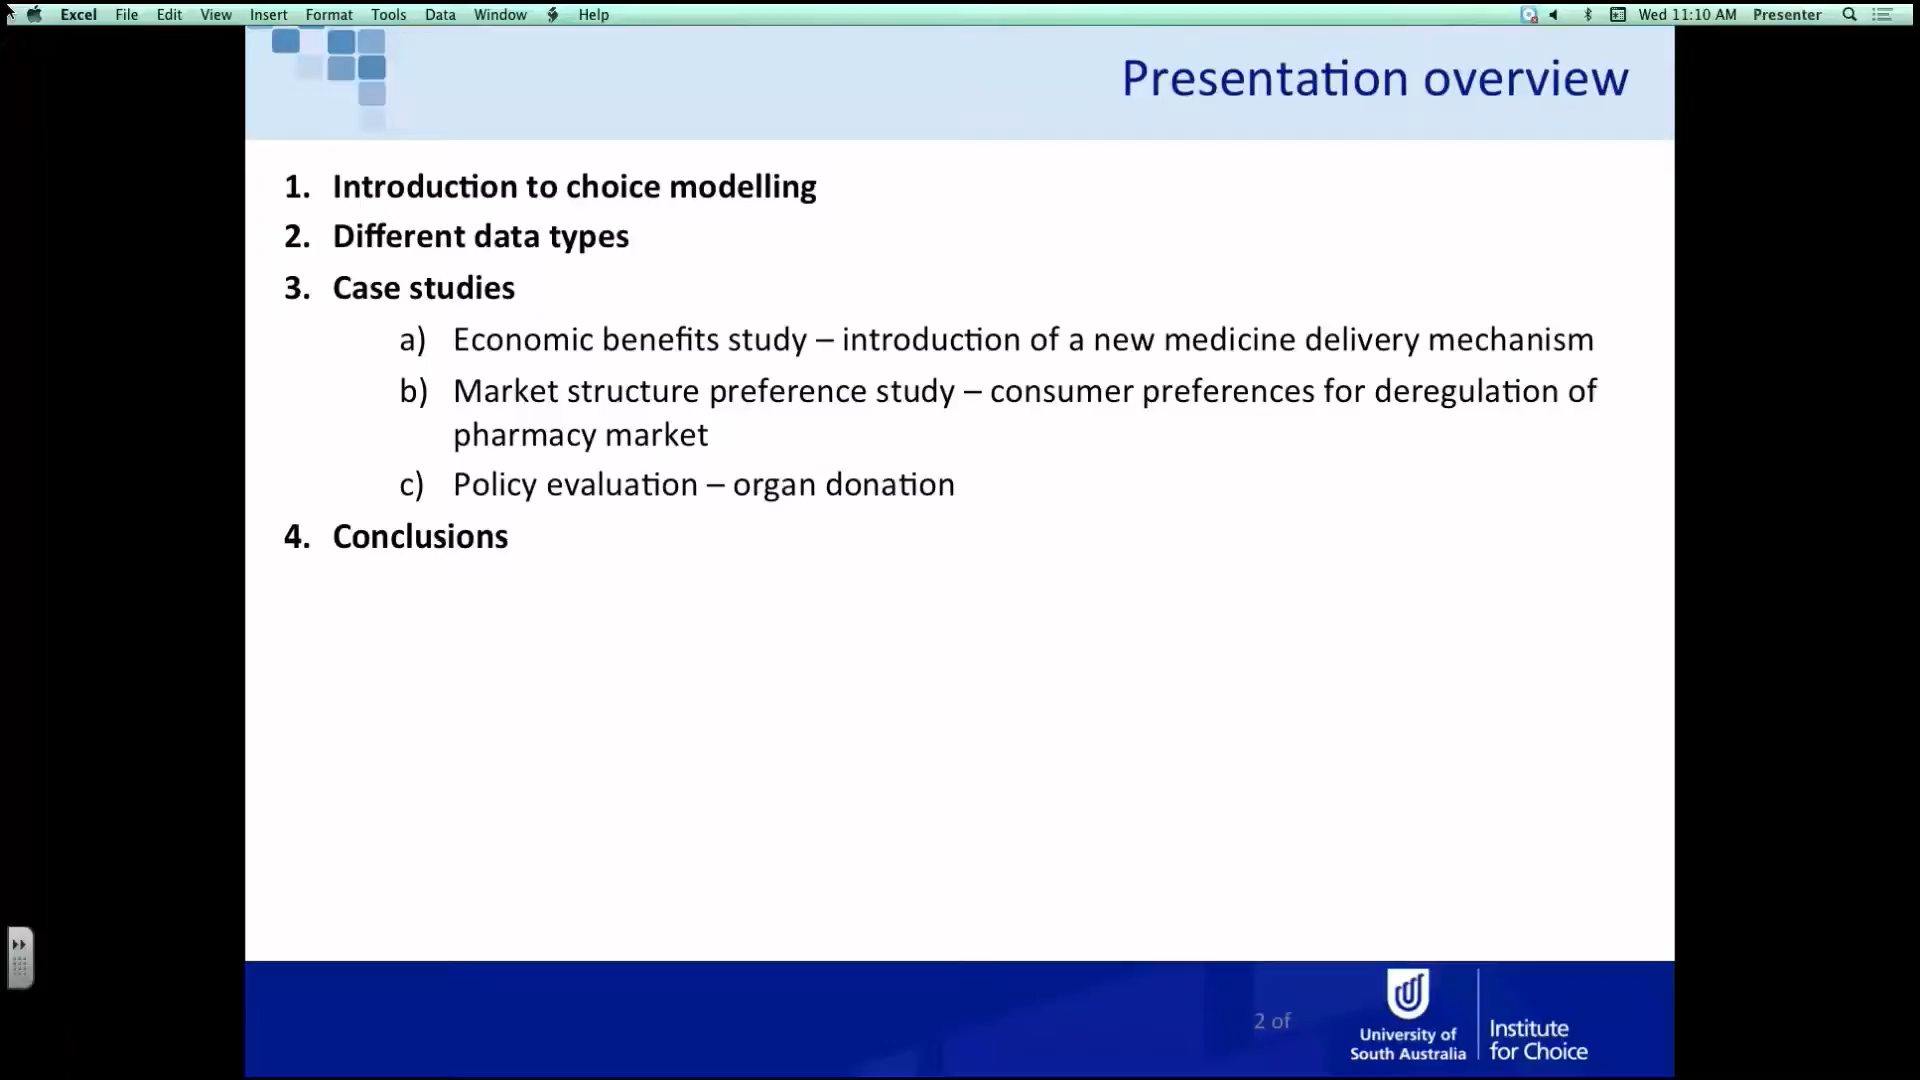 Excel File Edit View Insert Format Tools Data Window Help Wed 11:10 AM Presenter
Presentation overview
1. Introduction to choice modelling
2. Different data types
3. Case studies
a) Economic benefits study – introduction of a new medicine delivery mechanism
b) Market structure preference study – consumer preferences for deregulation of
pharmacy market
c) Policy evaluation – organ donation
4. Conclusions
2 of
University of
South Australia
Institute
for Choice